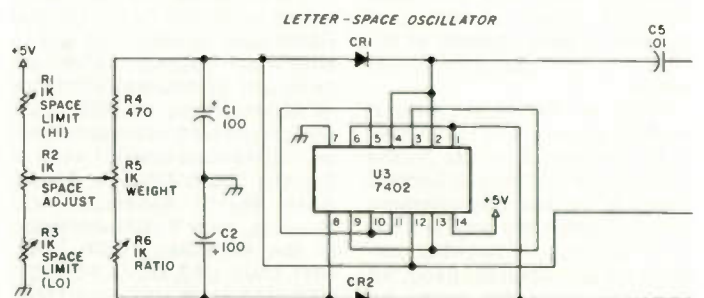 LETTER-SPACE OSCILLATOR
+5V
R1
1K
SPACE
LIMIT
(HI)
R2
1K
SPACE
ADJUST
R3
1K
SPACE
LIMIT
(LO)
R4
470
R5
1K
WEIGHT
R6
1K
RATIO
+
C1
100
C2
+ 100
CR1
C5
.01
7 6 5 4 3 2 1
U3
7402
+5V
8 9 10 11 12 13 14
CR2